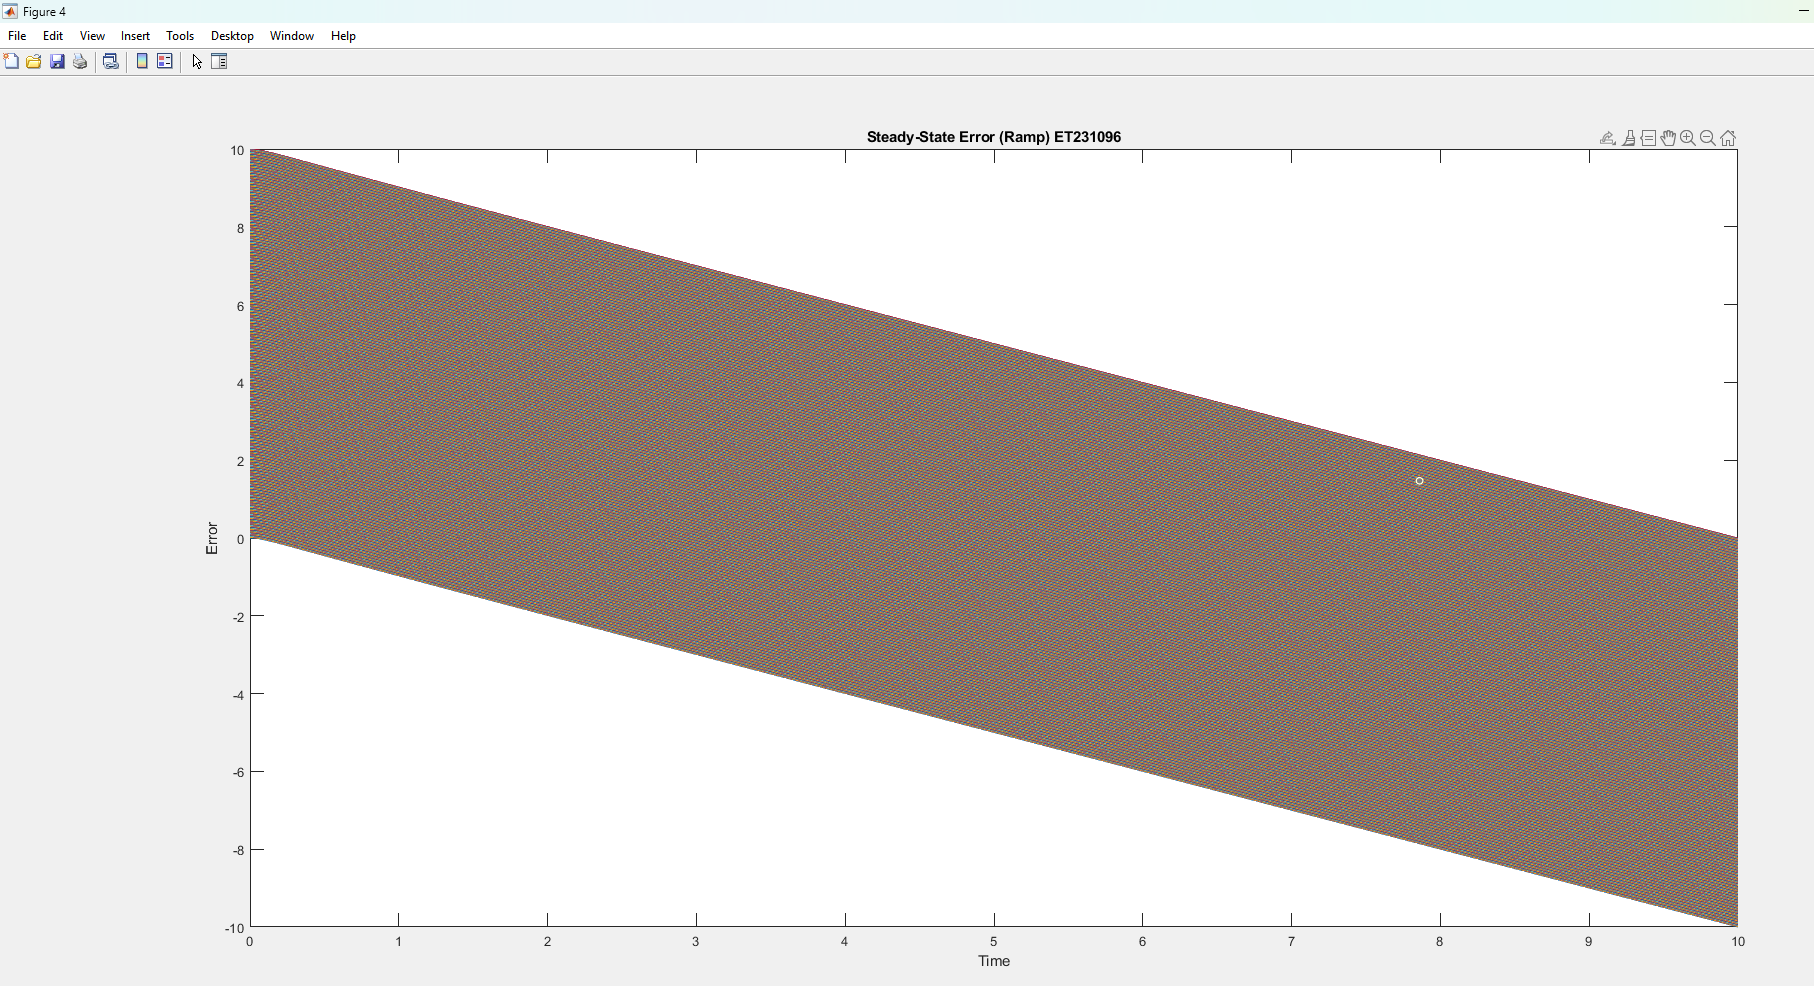 Figure 4
File Edit View Insert Tools Desktop Window Help
Steady-State Error (Ramp) ET231096
10
8
6
4
2
0
-2
-4
-6
-8
-10
Error
0 1 2 3 4 5 6 7 8 9 10
Time